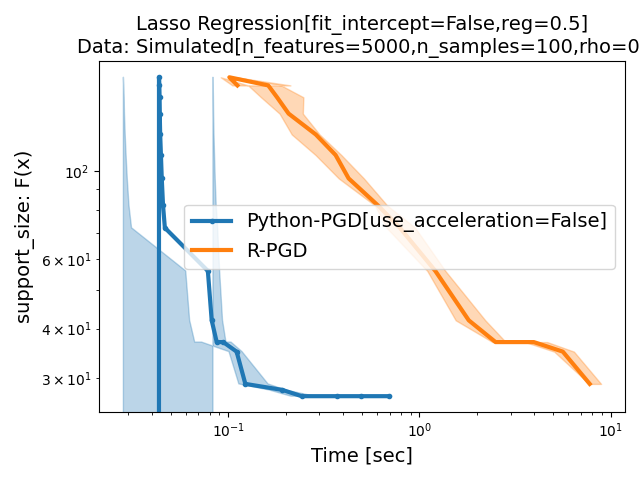 Lasso Regression[fit_intercept=False,reg=0.5]
Data: Simulated[n_features=5000,n_samples=100,rho=0
support_size: F(x)
10²
6 × 10¹
4 × 10¹
3 × 10¹
Python-PGD[use_acceleration=False]
R-PGD
10⁻¹
10⁰
10¹
Time [sec]